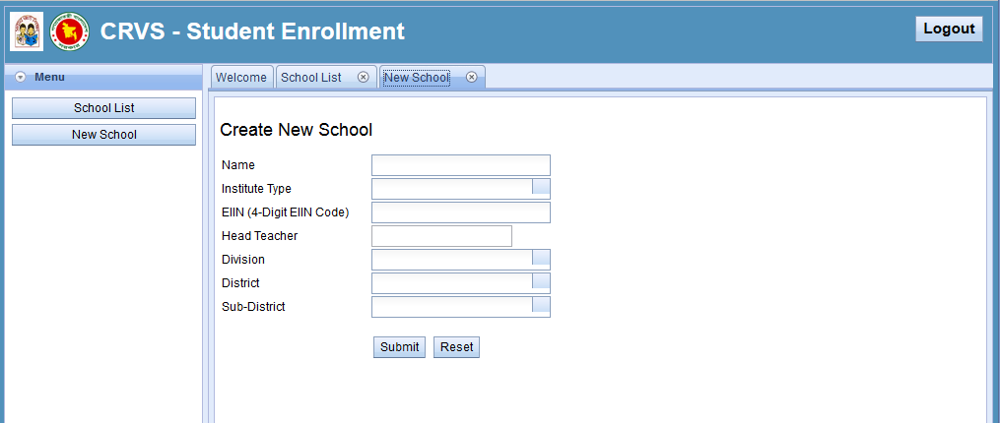 CRVS - Student Enrollment
Logout
Menu
Welcome
School List
New School
School List
New School
Create New School
Name
Institute Type
EIIN (4-Digit EIIN Code)
Head Teacher
Division
District
Sub-District
Submit
Reset